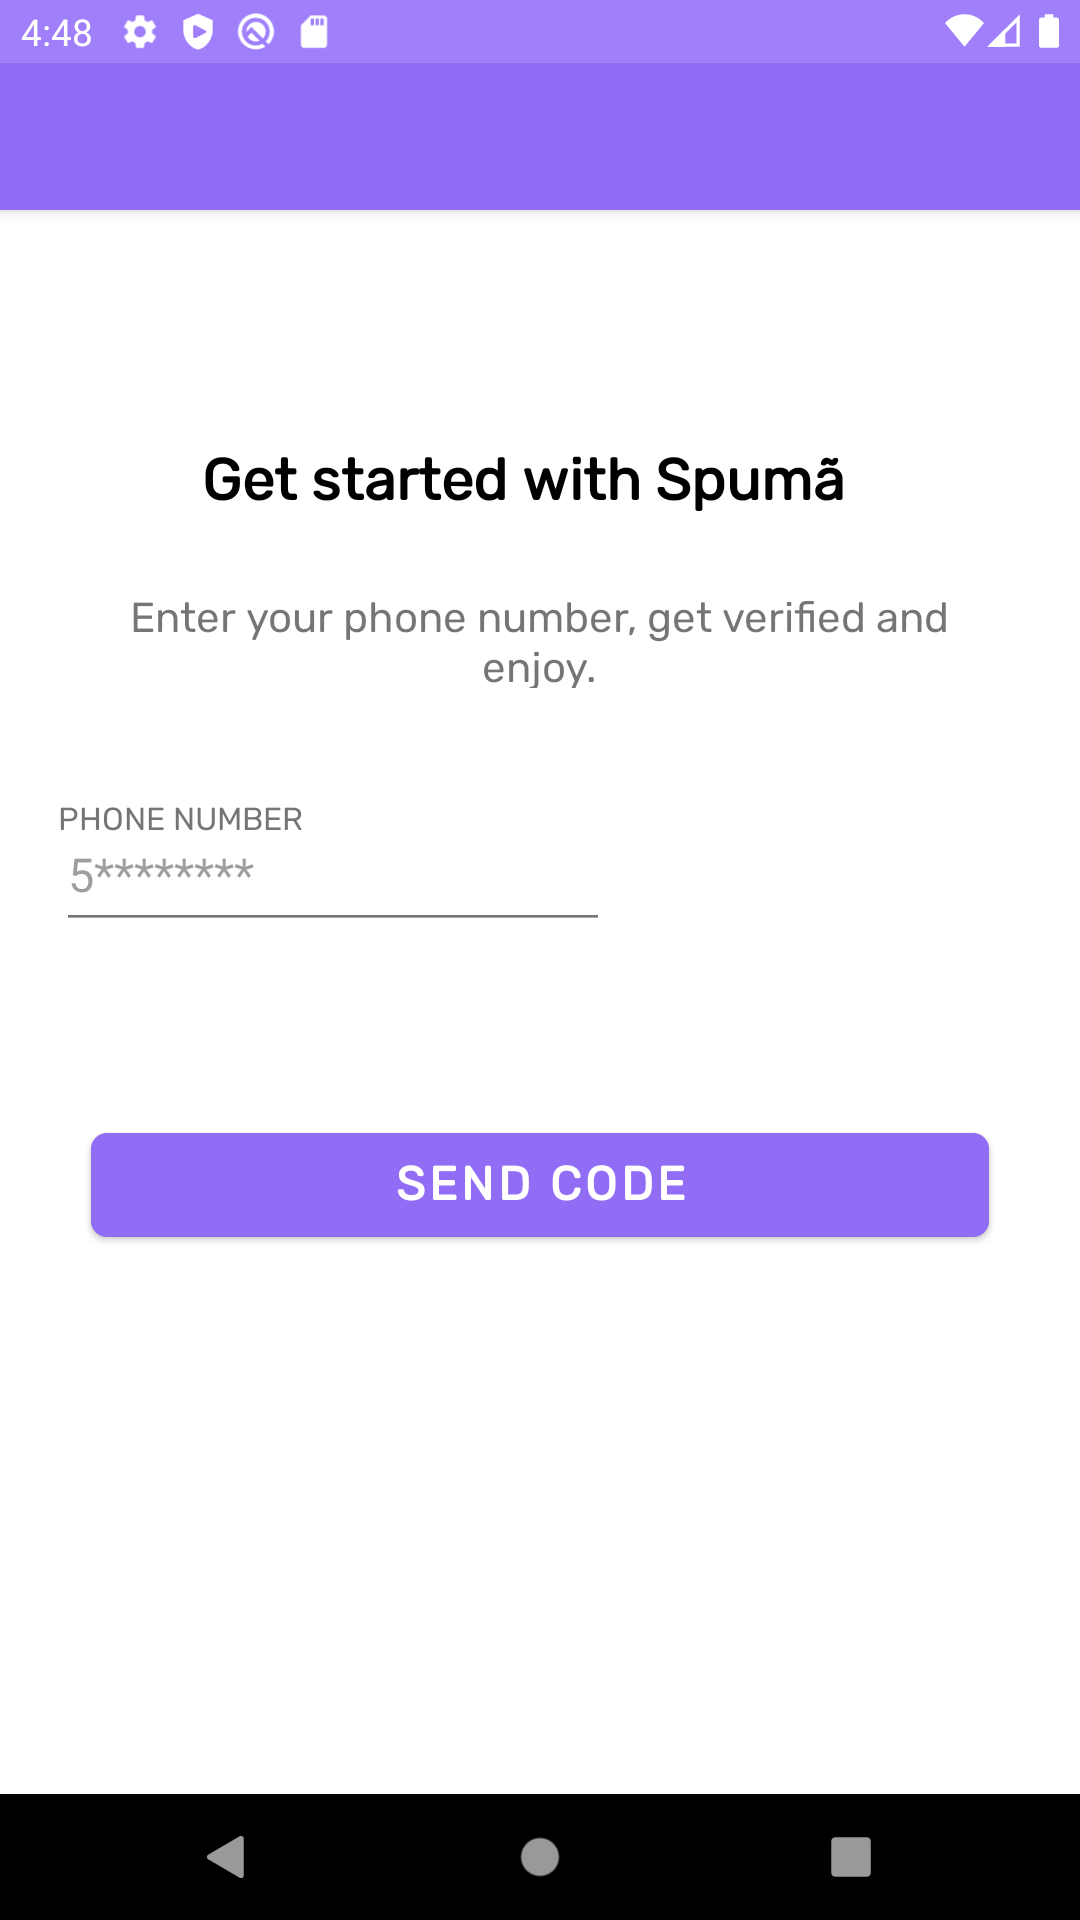 4:48
Get started with Spumã
Enter your phone number, get verified and
enjoy.
PHONE NUMBER
5********
SEND CODE